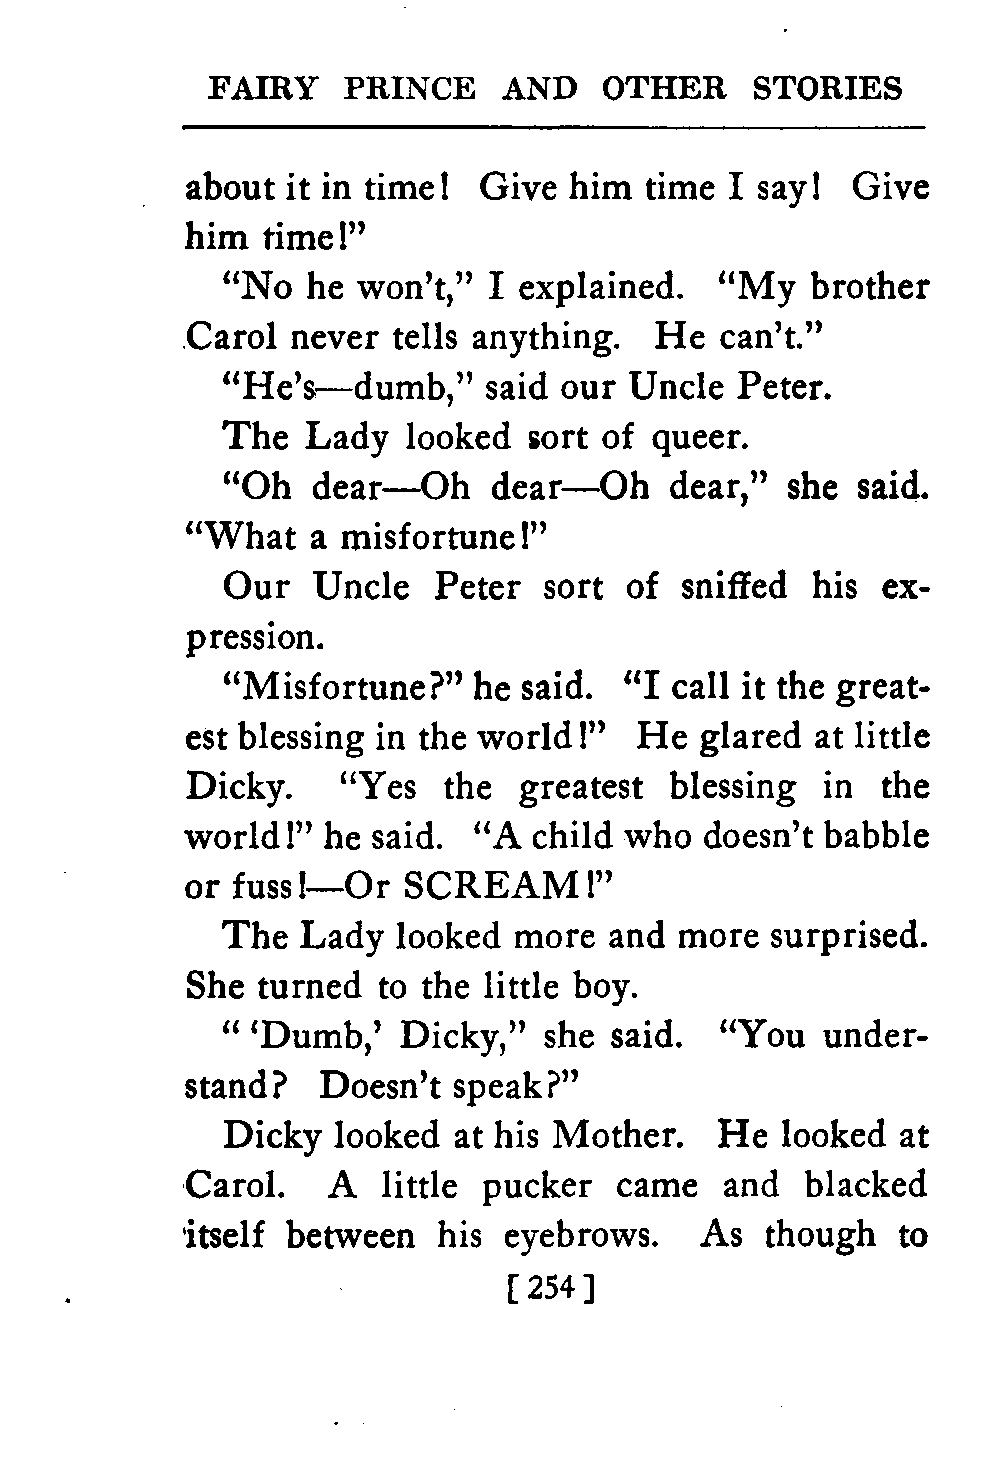 FAIRY PRINCE AND OTHER STORIES
about it in time! Give him time I say! Give
him time!”
“No he won’t,” I explained. “My brother
Carol never tells anything. He can’t.”
“He’s—dumb,” said our Uncle Peter.
The Lady looked sort of queer.
“Oh dear—Oh dear—Oh dear,” she said.
“What a misfortune!”
Our Uncle Peter sort of sniffed his ex-
pression.
“Misfortune?” he said. “I call it the great-
est blessing in the world!” He glared at little
Dicky. “Yes the greatest blessing in the
world!” he said. “A child who doesn’t babble
or fuss!—Or SCREAM!”
The Lady looked more and more surprised.
She turned to the little boy.
“ ‘Dumb,’ Dicky,” she said. “You under-
stand? Doesn’t speak?”
Dicky looked at his Mother. He looked at
Carol. A little pucker came and blacked
itself between his eyebrows. As though to
[ 254 ]